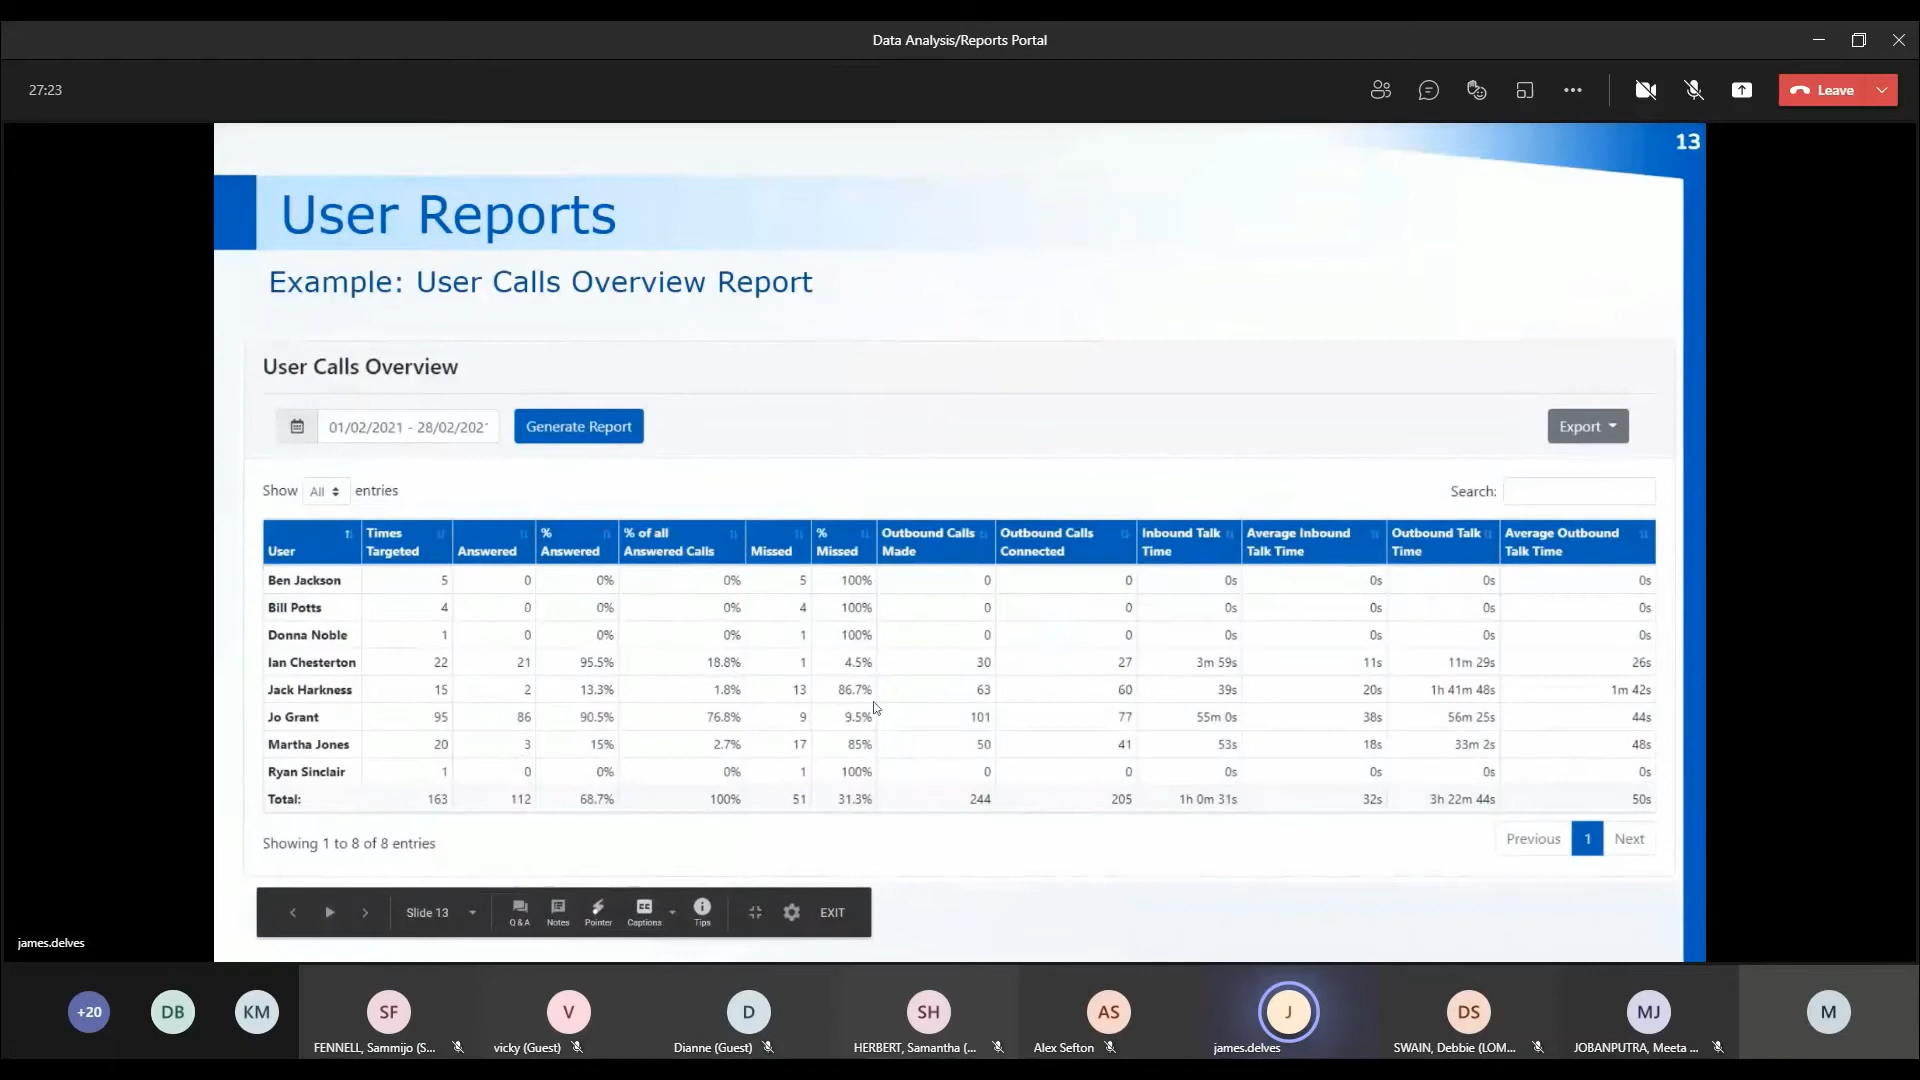 Data Analysis/Reports Portal
27:23
Leave
13
User Reports
Example: User Calls Overview Report
User Calls Overview
01/02/2021 - 28/02/202
Generate Report
Export
Show All entries
Search:
User Times Targeted Answered % Answered % of all Answered Calls Missed % Missed Outbound Calls Made Outbound Calls Connected Inbound Talk Time Average Inbound Talk Time Outbound Talk Time Average Outbound Talk Time
Ben Jackson 5 0 0% 0% 5 100% 0 0 0s 0s 0s 0s
Bill Potts 4 0 0% 0% 4 100% 0 0 0s 0s 0s 0s
Donna Noble 1 0 0% 0% 1 100% 0 0 0s 0s 0s 0s
Ian Chesterton 22 21 95.5% 18.8% 1 4.5% 30 27 3m 59s 11s 11m 29s 26s
Jack Harkness 15 2 13.3% 1.8% 13 86.7% 63 60 39s 20s 1h 41m 48s 1m 42s
Jo Grant 95 86 90.5% 76.8% 9 9.5% 101 77 55m 0s 38s 56m 25s 44s
Martha Jones 20 3 15% 2.7% 17 85% 50 41 53s 18s 33m 2s 48s
Ryan Sinclair 1 0 0% 0% 1 100% 0 0 0s 0s 0s 0s
Total: 163 112 68.7% 100% 51 31.3% 244 205 1h 0m 31s 32s 3h 22m 44s 50s
Showing 1 to 8 of 8 entries
Previous 1 Next
Slide 13 Q & A Notes Pointer CC Captions Tips EXIT
james.delves
+20 DB KM SF V D SH AS J DS MJ M
FENNELL, Sammijo (S... vicky (Guest) Dianne (Guest) HERBERT, Samantha (... Alex Sefton james.delves SWAIN, Debbie (LOM... JOBANPUTRA, Meeta ...